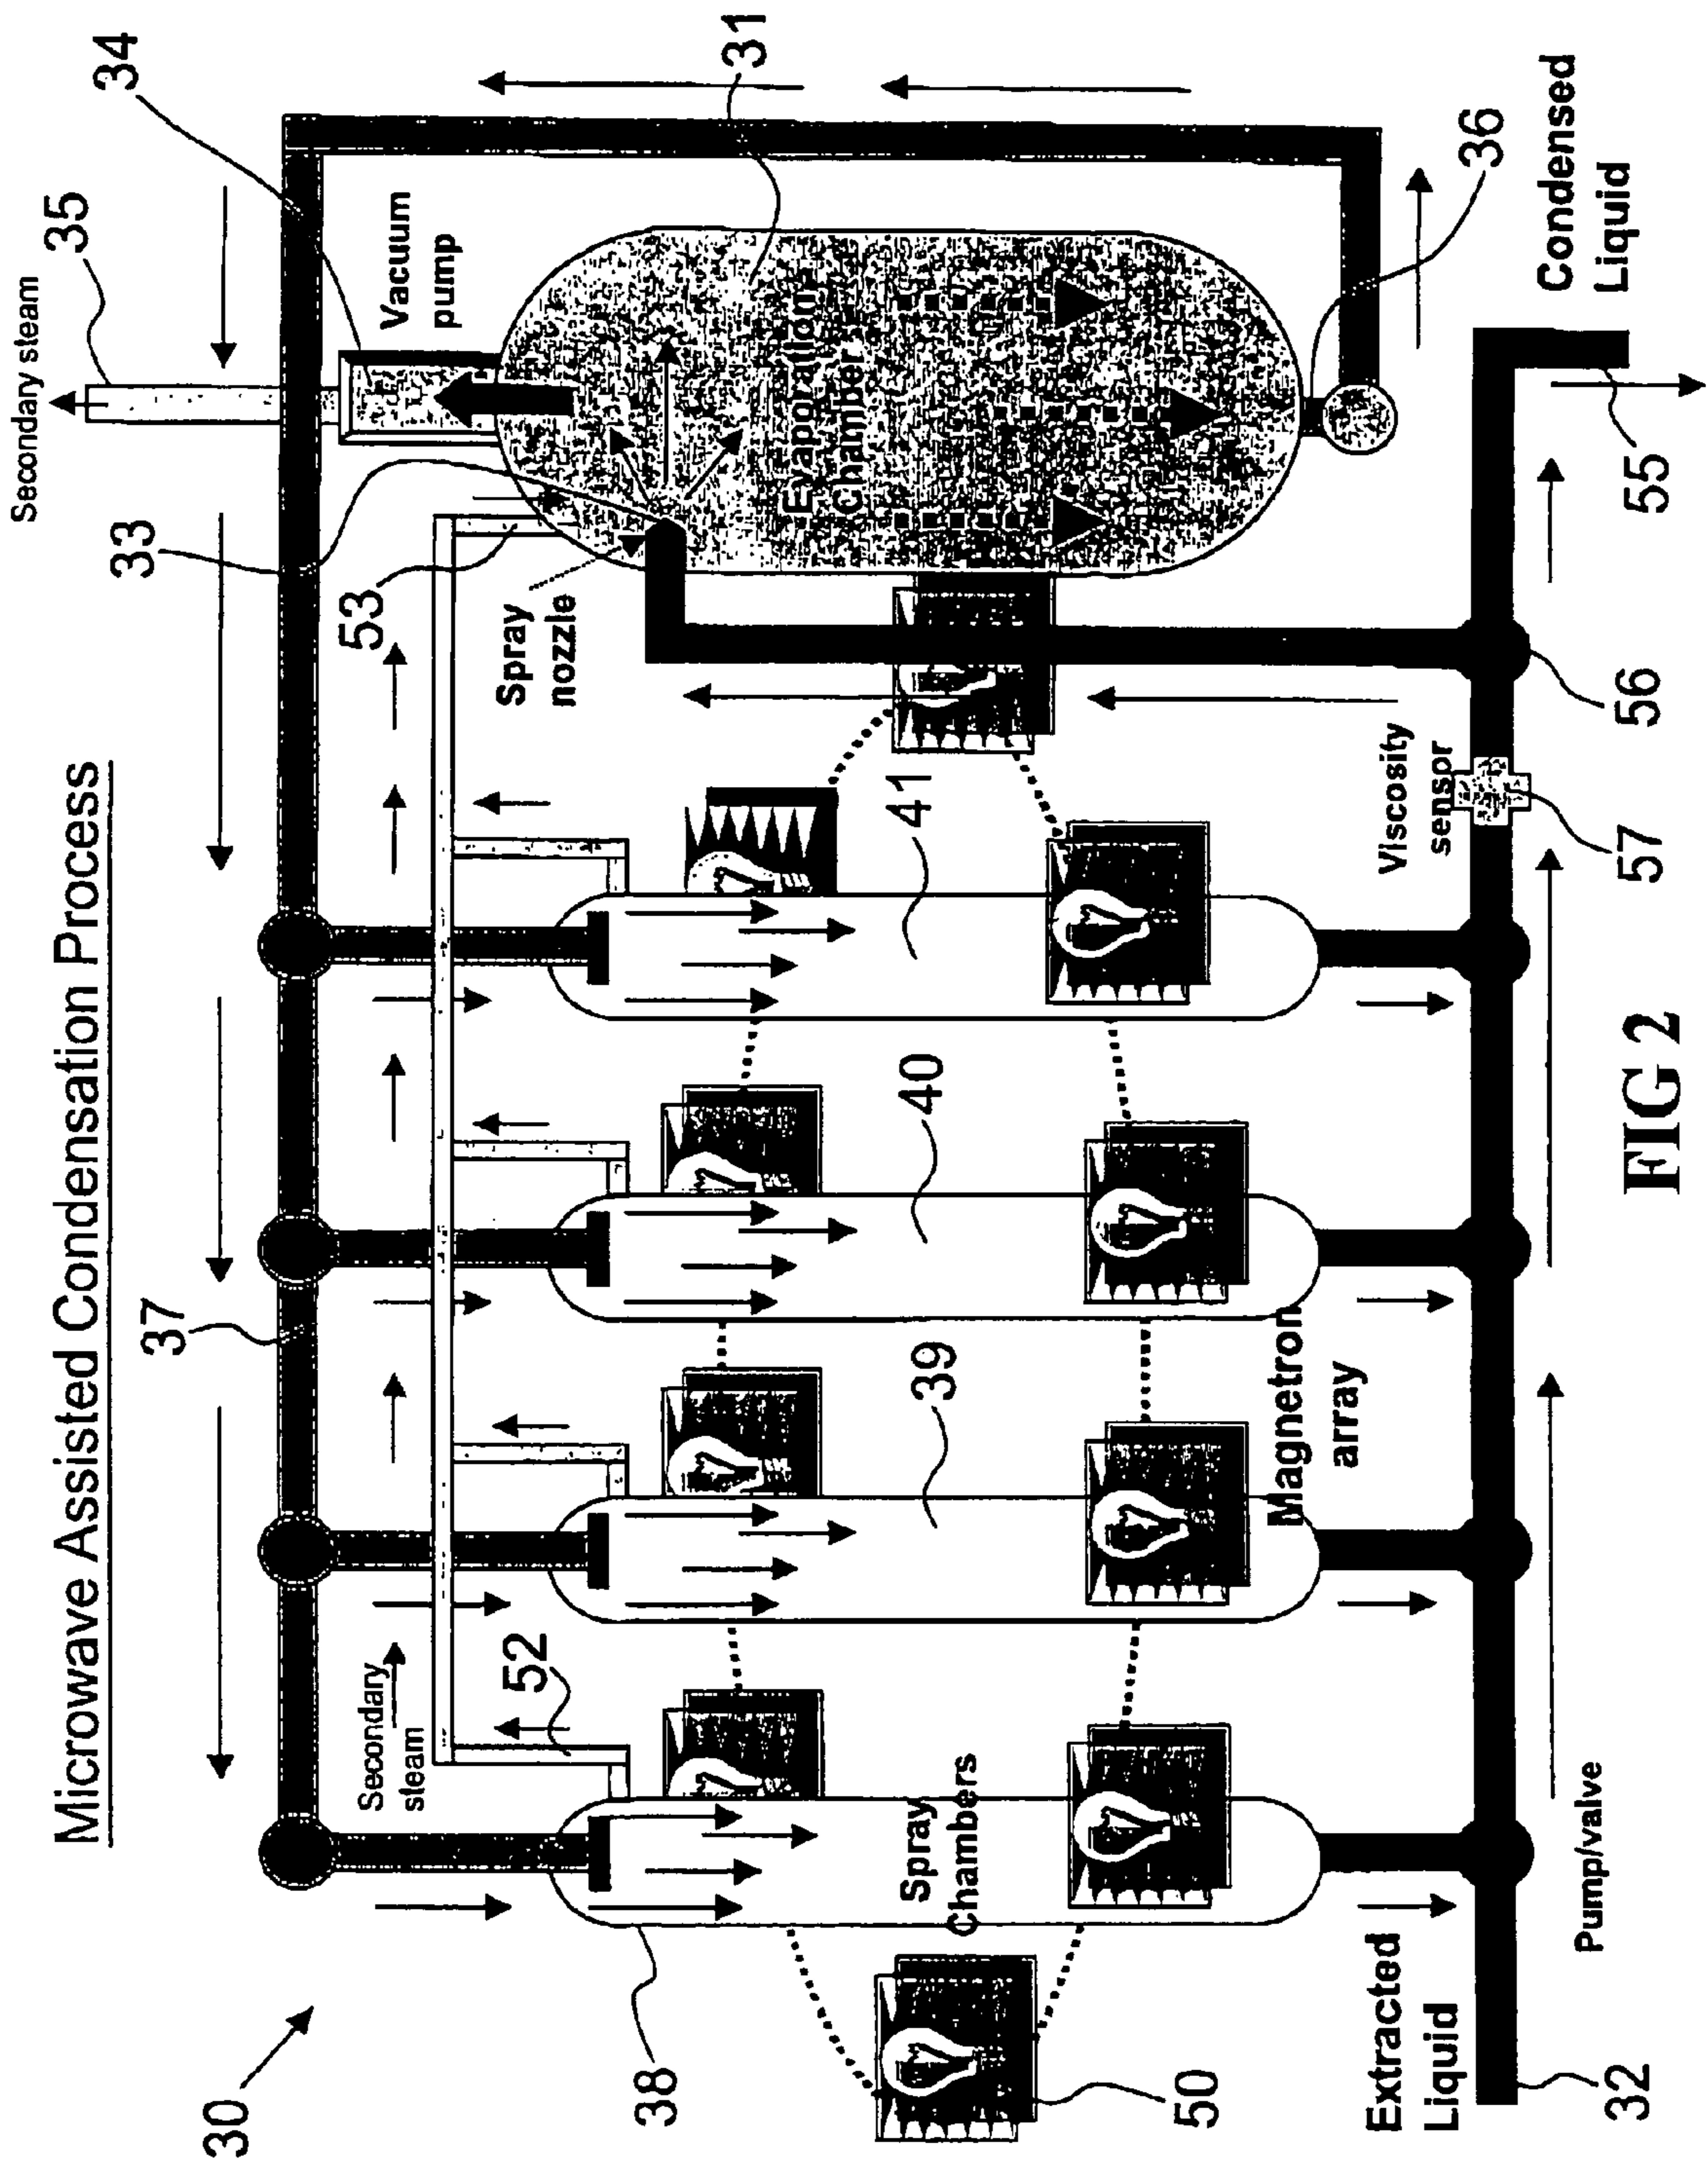 Microwave Assisted Condensation Process
30
37
33
34
35
Secondary steam
31
Vacuum
pump
53
Spray
nozzle
Secondary
steam
52
Evaporation
Chamber
38
Spray
Chambers
39
40
41
50
Magnetron
array
Viscosity
sensor
36
Extracted
Liquid
Condensed
Liquid
32
Pump/valve
57
56
55
FIG 2